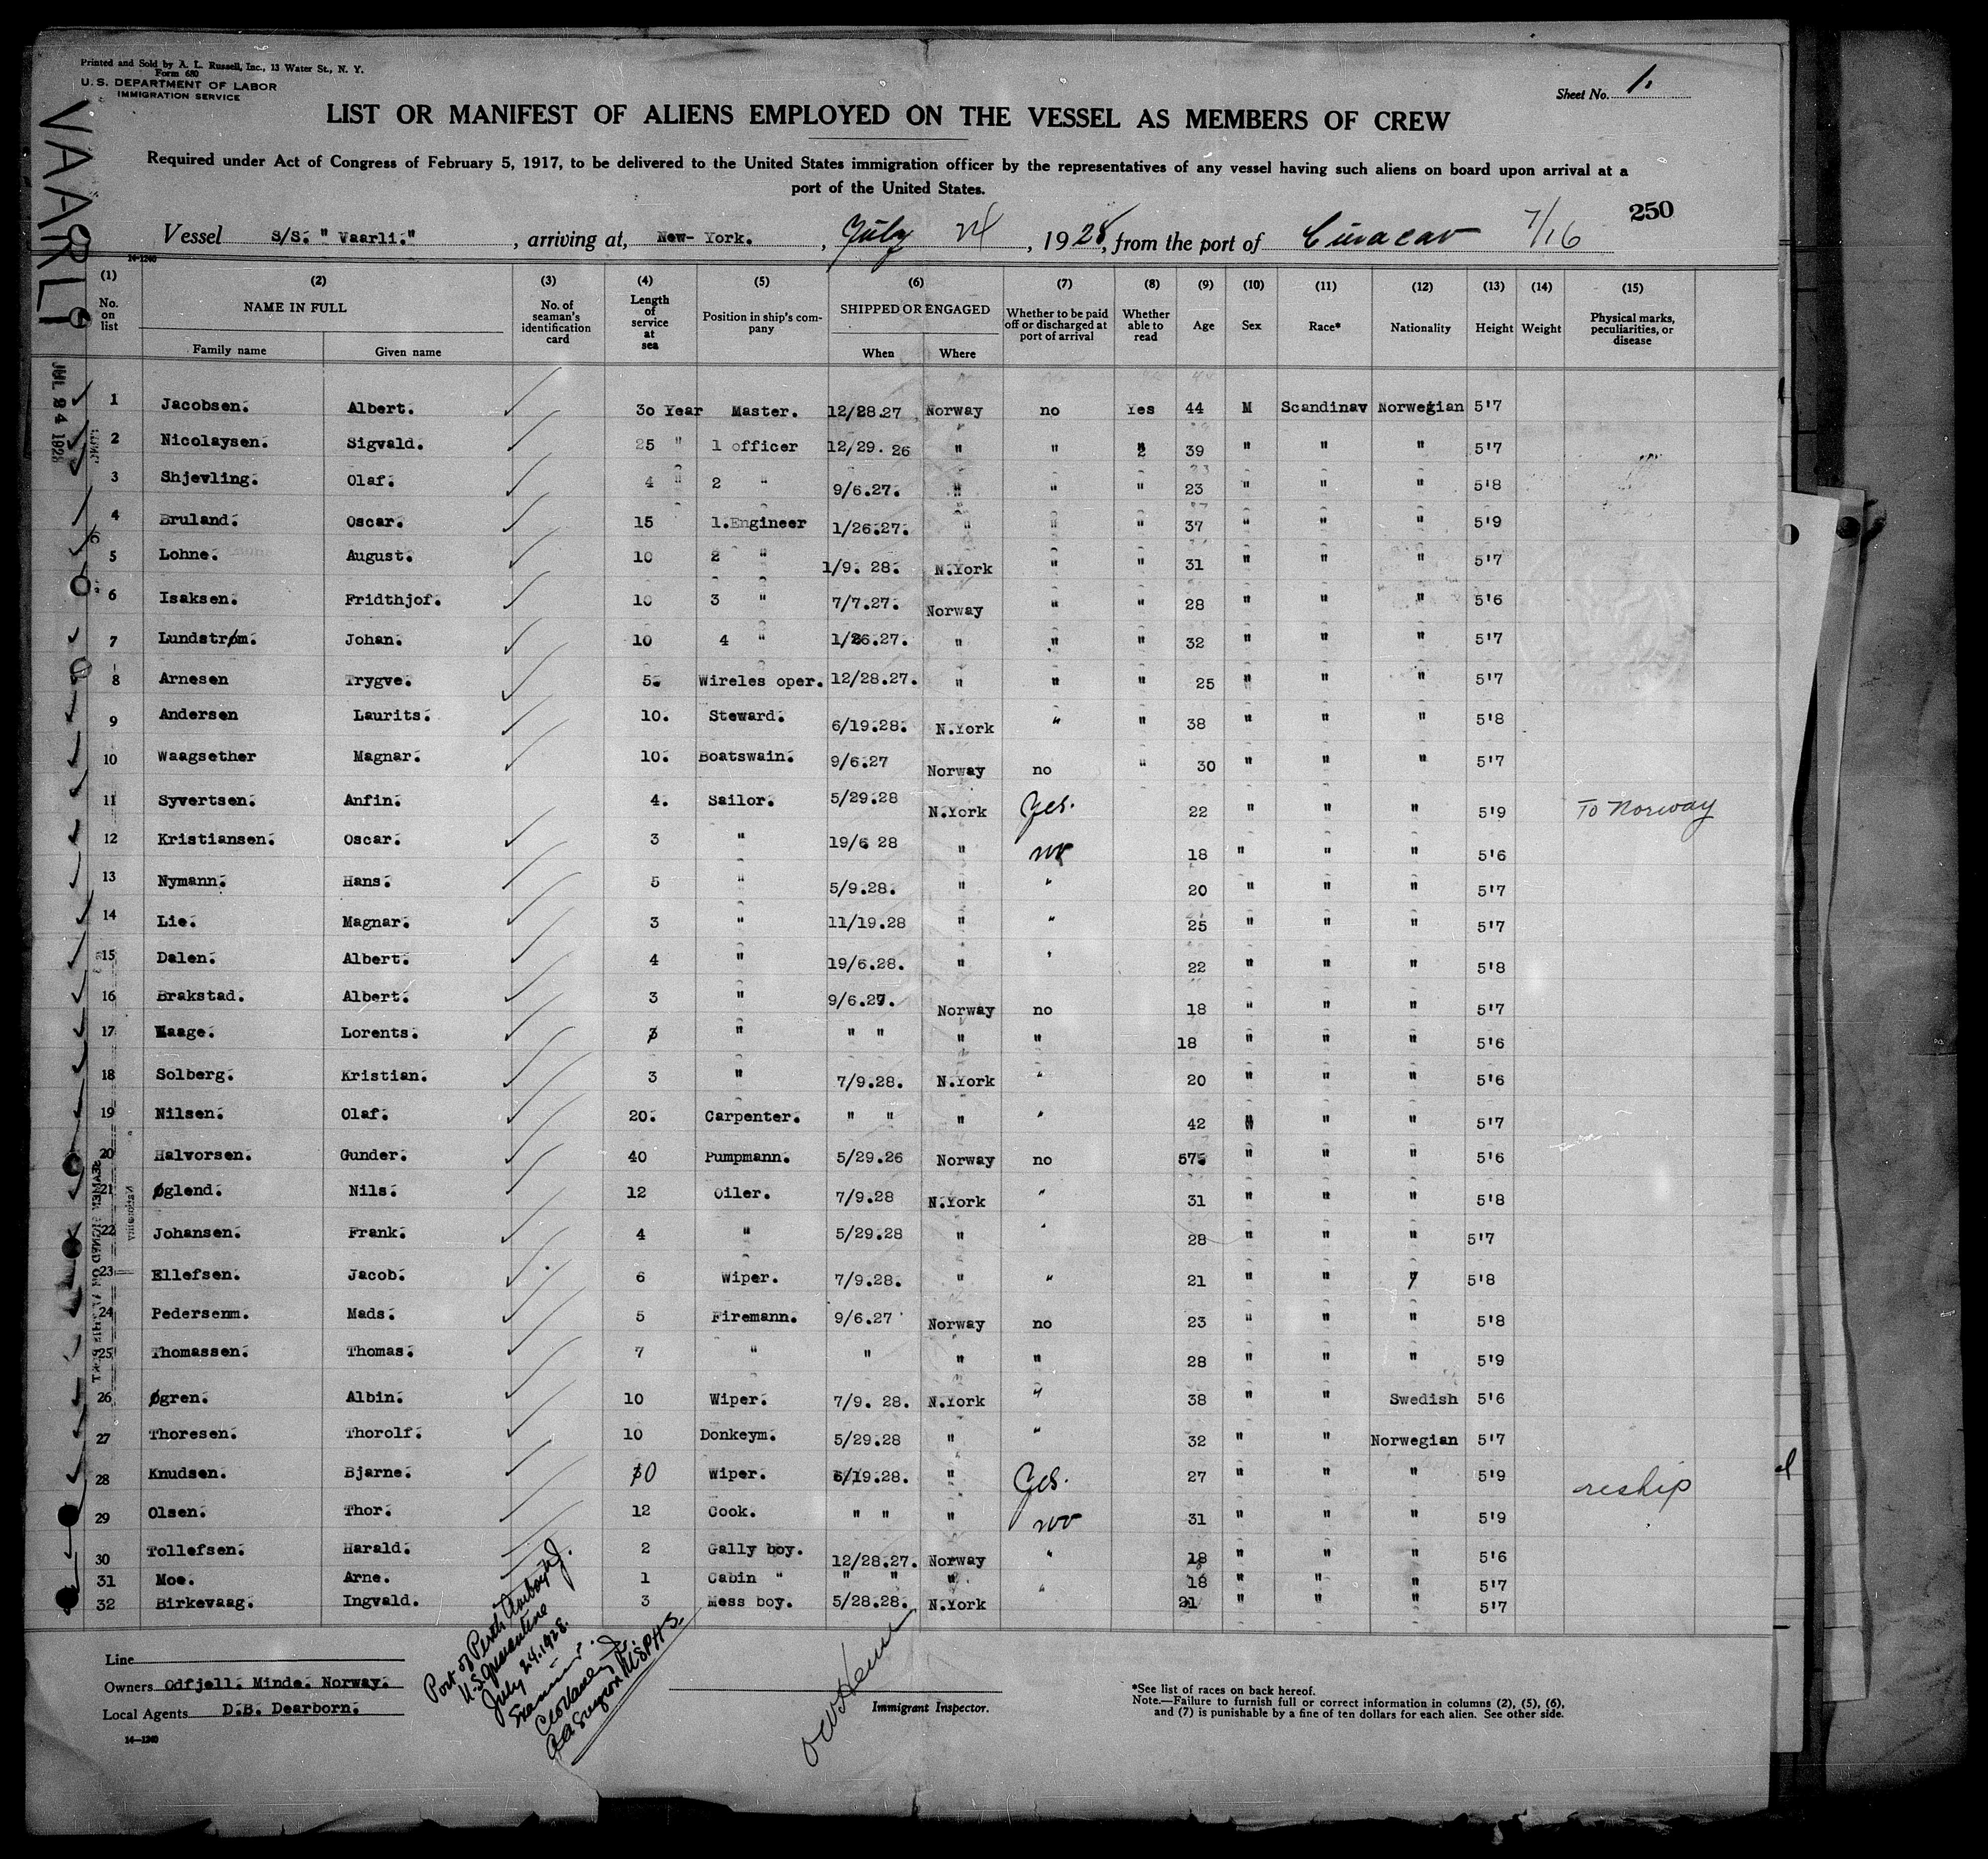 Printed and Sold by A. L. Russell, Inc., 13 Water St., N. Y.
Form 680
U. S. DEPARTMENT OF LABOR
IMMIGRATION SERVICE
Sheet No. 1.
LIST OR MANIFEST OF ALIENS EMPLOYED ON THE VESSEL AS MEMBERS OF CREW
Required under Act of Congress of February 5, 1917, to be delivered to the United States immigration officer by the representatives of any vessel having such aliens on board upon arrival at a
port of the United States.
250
VAARLI
Vessel S/S. " Vaarli." , arriving at, New- York. , July 24 , 1928, from the port of Curacao 7/16
14-1240
(1) (2) (3) (4) (5) (6) (7) (8) (9) (10) (11) (12) (13) (14) (15)
No. on list NAME IN FULL No. of seaman's identification card Length of service at sea Position in ship's company SHIPPED OR ENGAGED Whether to be paid off or discharged at port of arrival Whether able to read Age Sex Race* Nationality Height Weight Physical marks, peculiarities, or disease
Family name Given name When Where
JUL 24 1928
1 Jacobsen. Albert. 30 Year Master. 12/28.27 Norway no Yes 44 M Scandinav Norwegian 5'7
2 Nicolaysen. Sigvald. 25 " 1 officer 12/29.26 " " " 39 " " " 5'7
3 Shjevling. Olaf. 4 " 2 " 9/6.27. " " " 23 " " " 5'8
4 Bruland. Oscar. 15 1.Engineer 1/26.27. " " " 37 " " " 5'9
5 Lohne. August. 10 2 " 1/9. 28. N.York " " 31 " " " 5'7
6 Isaksen. Fridthjof. 10 3 " 7/7.27. Norway " " 28 " " " 5'6
7 Lundstrøm. Johan. 10 4 " 1/26.27. " " " 32 " " " 5'7
8 Arnesen Trygve. 5. Wireles oper. 12/28.27. " " " 25 " " " 5'7
9 Andersen Laurits. 10. Steward. 6/19.28. N.York " " 38 " " " 5'8
10 Waagsether Magnar. 10. Boatswain. 9/6.27 Norway no " 30 " " " 5'7
11 Syvertsen. Anfin. 4. Sailor. 5/29.28 N.York Yes. 22 " " " 5'9 To Norway
12 Kristiansen. Oscar. 3 " 19/6 28 " no 18 " " " 5'6
13 Nymann. Hans. 5 " 5/9.28. " " 20 " " " 5'7
14 Lie. Magnar. 3 " 11/19.28 " " 25 " " " 5'7
15 Dalen. Albert. 4 " 19/6.28. " " 22 " " " 5'8
16 Brakstad. Albert. 3 " 9/6.27. Norway no 18 " " " 5'7
17 Haage. Lorents. 3 " " " " " 18 " " " 5'6
18 Solberg. Kristian. 3 " 7/9.28. N.York " 20 " " " 5'6
19 Nilsen. Olaf. 20. Carpenter. " " " " 42 " " " 5'7
20 Halvorsen. Gunder. 40 Pumpmann. 5/29.26 Norway no 57. " " " 5'6
21 Øglend. Nils. 12 Oiler. 7/9.28 N.York " 31 " " " 5'8
22 Johansen. Frank. 4 " 5/29.28 " " 28 " " " 5'7
23 Ellefsen. Jacob. 6 Wiper. 7/9.28. " " 21 " " " 5'8
24 Pedersenm. Mads. 5 Firemann. 9/6.27 Norway no 23 " " " 5'8
25 Thomassen. Thomas. 7 " " " " 28 " " " 5'9
26 Øgren. Albin. 10 Wiper. 7/9. 28. N.York " 38 " " Swedish 5'6
27 Thoresen. Thorolf. 10 Donkeym. 5/29.28 " " 32 " " Norwegian 5'7
28 Knudsen. Bjarne. 10 Wiper. 6/19.28. " Yes. 27 " " " 5'9 reship
29 Olsen. Thor. 12 Cook. " " " no 31 " " " 5'9
30 Tollefsen. Harald. 2 Gally boy. 12/28.27. Norway " 18 " " " 5'6
31 Moe. Arne. 1 Cabin " " " " 18 " " " 5'7
32 Birkevaag. Ingvald. 3 Mess boy. 5/28.28. N.York " 21 " " " 5'7
Port of Perth Amboy N.J.
U.S. Quarantine
July 24. 1928.
A A Surgeon U.S.P.H.S.
Line
Owners Odfjell. Minde. Norway.
Local Agents D.B. Dearborn.
14—1240
Immigrant Inspector.
*See list of races on back hereof.
Note.—Failure to furnish full or correct information in columns (2), (5), (6),
and (7) is punishable by a fine of ten dollars for each alien. See other side.